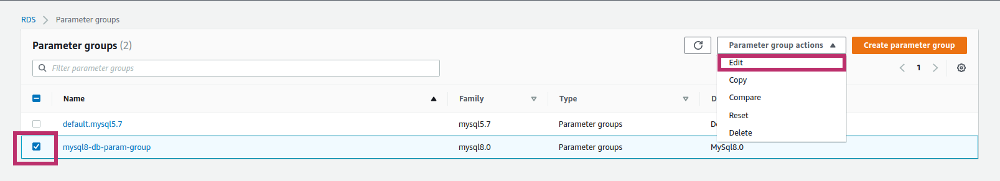 RDS Parameter groups
Parameter groups (2) Parameter group actions Create parameter group
Filter parameter groups Edit 1
Copy
Name Family Type D
Compare
Reset
default.mysql5.7 mysql5.7 Parameter groups De
Delete
mysql8-db-param-group mysql8.0 Parameter groups MySql8.0